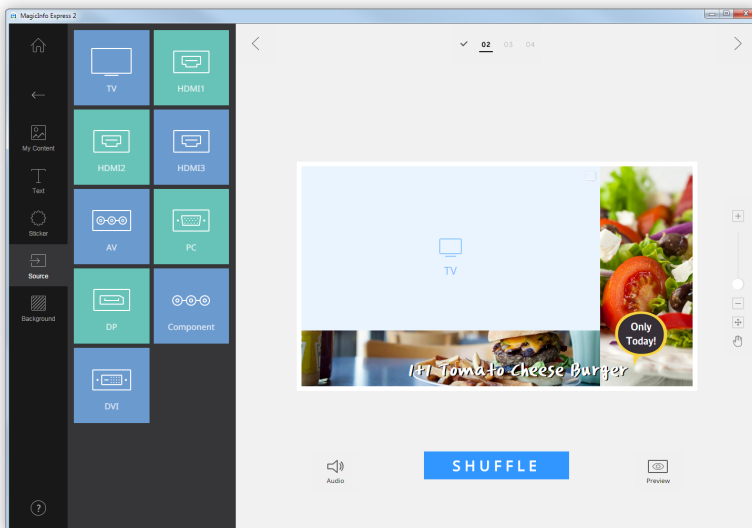 MagicInfo Express 2
02 03 04
TV
HDMI1
My Content
HDMI2
HDMI3
Text
Sticker
AV
PC
Source
Background
DP
Component
DVI
TV
Only
Today!
1+1 Tomato Cheese Burger
SHUFFLE
Audio
Preview
?